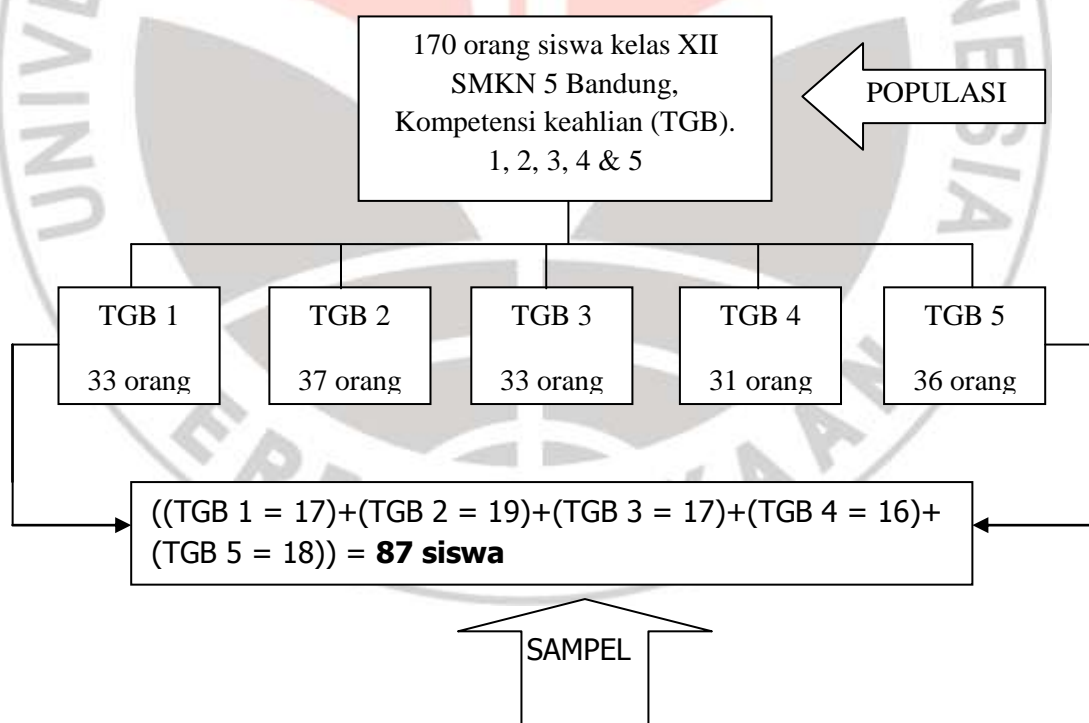 170 orang siswa kelas XII
SMKN 5 Bandung,
Kompetensi keahlian (TGB).
1, 2, 3, 4 & 5
POPULASI
TGB 1
33 orang
TGB 2
37 orang
TGB 3
33 orang
TGB 4
31 orang
TGB 5
36 orang
((TGB 1 = 17)+(TGB 2 = 19)+(TGB 3 = 17)+(TGB 4 = 16)+
(TGB 5 = 18)) = 87 siswa
SAMPEL